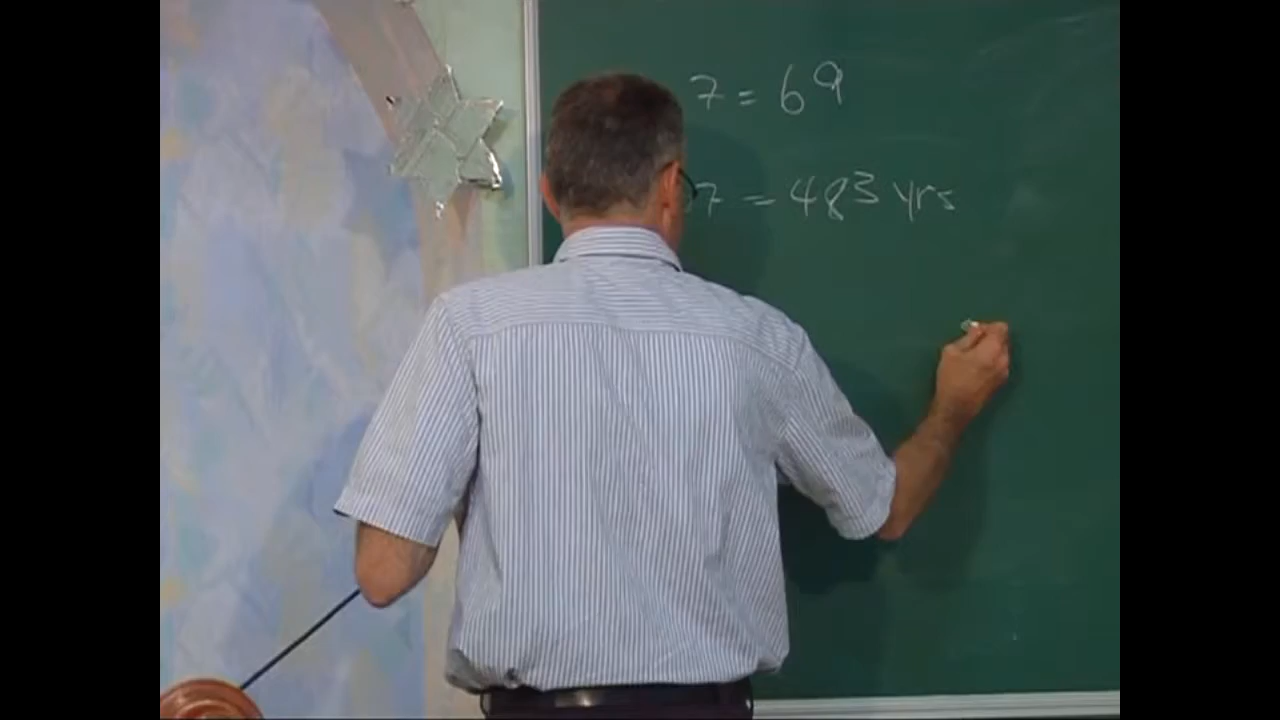 7 = 69
7 = 483 yrs